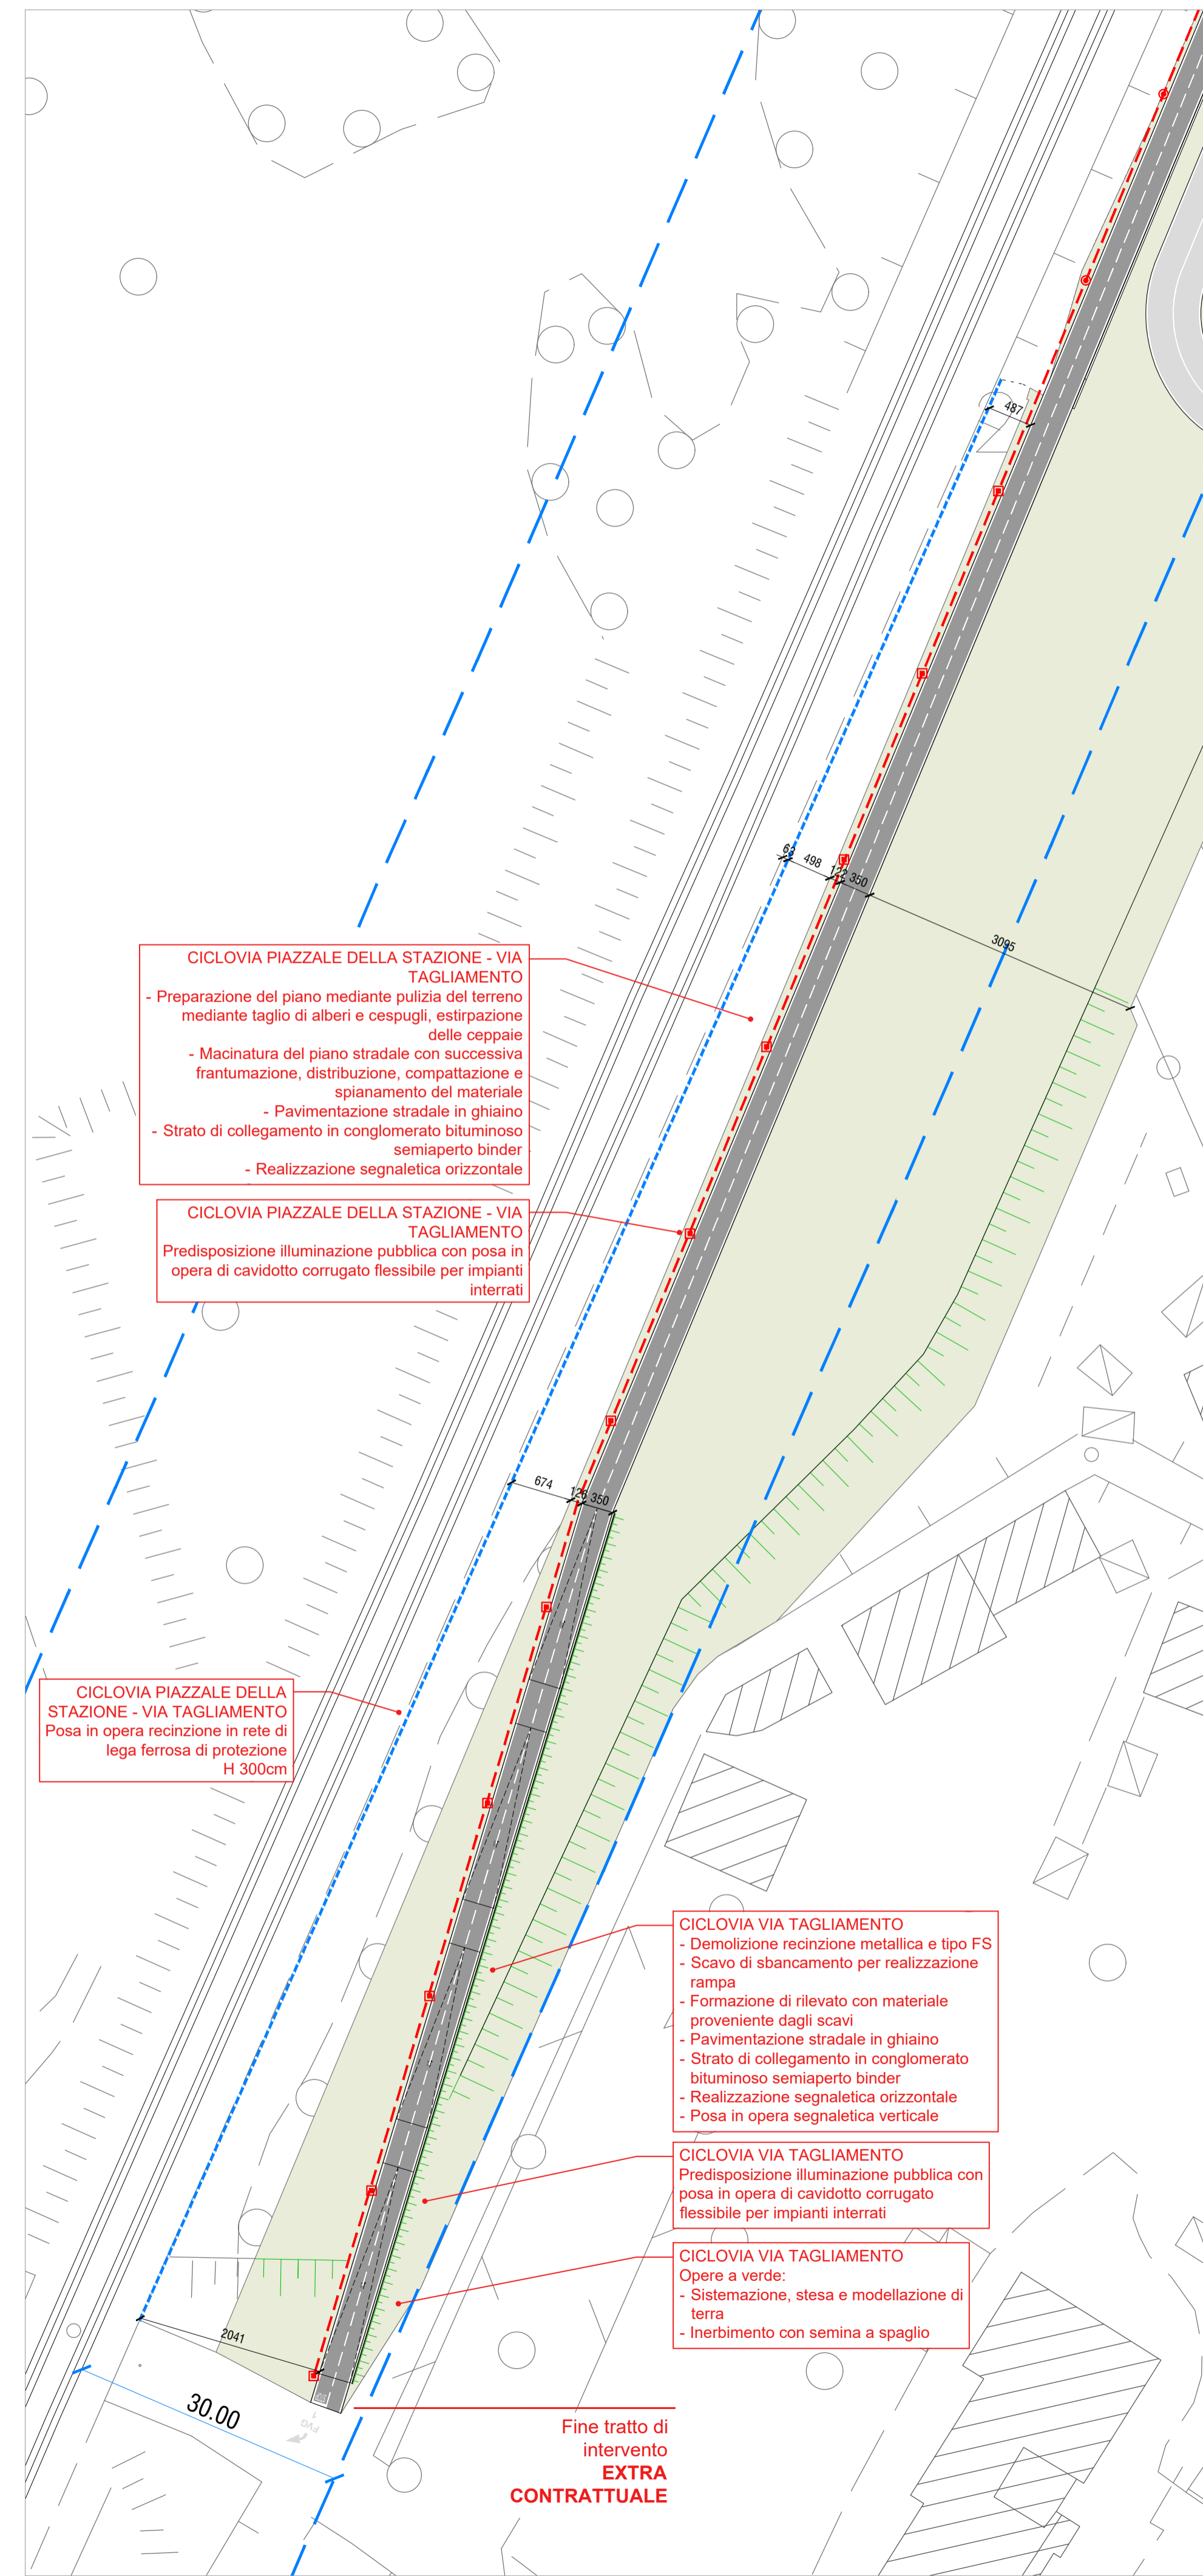 487
62
498
122
350
3095
CICLOVIA PIAZZALE DELLA STAZIONE - VIA
TAGLIAMENTO
- Preparazione del piano mediante pulizia del terreno
mediante taglio di alberi e cespugli, estirpazione
delle ceppaie
- Macinatura del piano stradale con successiva
frantumazione, distribuzione, compattazione e
spianamento del materiale
- Pavimentazione stradale in ghiaino
- Strato di collegamento in conglomerato bituminoso
semiaperto binder
- Realizzazione segnaletica orizzontale
CICLOVIA PIAZZALE DELLA STAZIONE - VIA
TAGLIAMENTO
Predisposizione illuminazione pubblica con posa in
opera di cavidotto corrugato flessibile per impianti
interrati
674
350
CICLOVIA PIAZZALE DELLA
STAZIONE - VIA TAGLIAMENTO
Posa in opera recinzione in rete di
lega ferrosa di protezione
H 300cm
CICLOVIA VIA TAGLIAMENTO
- Demolizione recinzione metallica e tipo FS
- Scavo di sbancamento per realizzazione
rampa
- Formazione di rilevato con materiale
proveniente dagli scavi
- Pavimentazione stradale in ghiaino
- Strato di collegamento in conglomerato
bituminoso semiaperto binder
- Realizzazione segnaletica orizzontale
- Posa in opera segnaletica verticale
CICLOVIA VIA TAGLIAMENTO
Predisposizione illuminazione pubblica con
posa in opera di cavidotto corrugato
flessibile per impianti interrati
CICLOVIA VIA TAGLIAMENTO
Opere a verde:
- Sistemazione, stesa e modellazione di
terra
- Inerbimento con semina a spaglio
2041
30.00
1
FVG
Fine tratto di
intervento
EXTRA
CONTRATTUALE